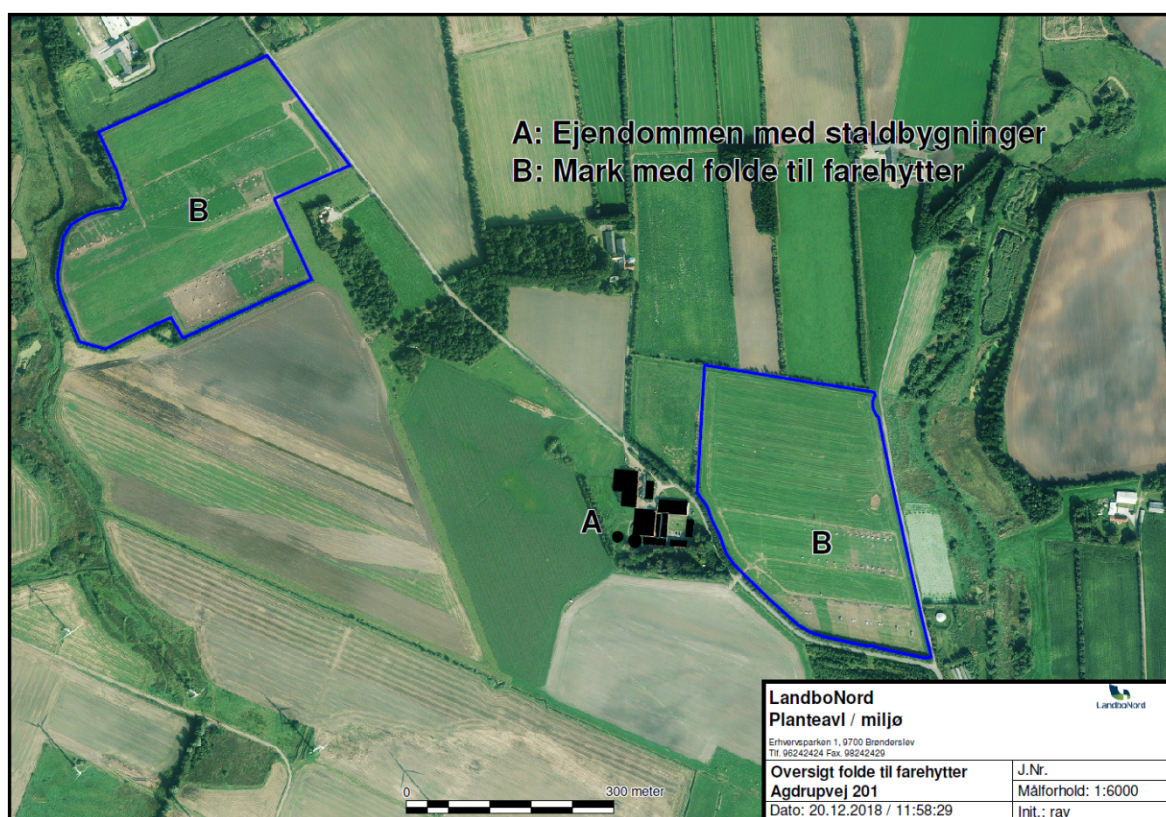 A: Ejendommen med staldbygninger
B: Mark med folde til farehytter
B
A
B
0 300 meter
LandboNord
LandboNord
Planteavl / miljø
Erhvervsparken 1, 9700 Brønderslev
Tlf. 96242424 Fax. 98242429
Oversigt folde til farehytter
Agdrupvej 201
Dato: 20.12.2018 / 11:58:29
J.Nr.
Målforhold: 1:6000
Init.: rav